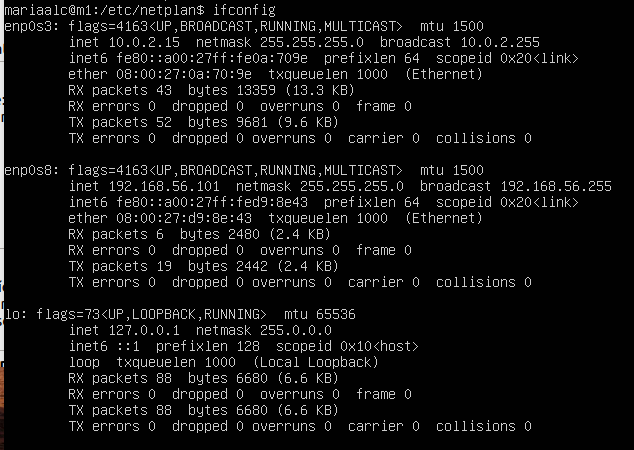 mariaalc@m1:/etc/netplan$ ifconfig
enp0s3: flags=4163<UP,BROADCAST,RUNNING,MULTICAST>  mtu 1500
        inet 10.0.2.15  netmask 255.255.255.0  broadcast 10.0.2.255
        inet6 fe80::a00:27ff:fe0a:709e  prefixlen 64  scopeid 0x20<link>
        ether 08:00:27:0a:70:9e  txqueuelen 1000  (Ethernet)
        RX packets 43  bytes 13359 (13.3 KB)
        RX errors 0  dropped 0  overruns 0  frame 0
        TX packets 52  bytes 9681 (9.6 KB)
        TX errors 0  dropped 0 overruns 0  carrier 0  collisions 0
enp0s8: flags=4163<UP,BROADCAST,RUNNING,MULTICAST>  mtu 1500
        inet 192.168.56.101  netmask 255.255.255.0  broadcast 192.168.56.255
        inet6 fe80::a00:27ff:fed9:8e43  prefixlen 64  scopeid 0x20<link>
        ether 08:00:27:d9:8e:43  txqueuelen 1000  (Ethernet)
        RX packets 6  bytes 2480 (2.4 KB)
        RX errors 0  dropped 0  overruns 0  frame 0
        TX packets 19  bytes 2442 (2.4 KB)
        TX errors 0  dropped 0 overruns 0  carrier 0  collisions 0
lo: flags=73<UP,LOOPBACK,RUNNING>  mtu 65536
        inet 127.0.0.1  netmask 255.0.0.0
        inet6 ::1  prefixlen 128  scopeid 0x10<host>
        loop  txqueuelen 1000  (Local Loopback)
        RX packets 88  bytes 6680 (6.6 KB)
        RX errors 0  dropped 0  overruns 0  frame 0
        TX packets 88  bytes 6680 (6.6 KB)
        TX errors 0  dropped 0 overruns 0  carrier 0  collisions 0